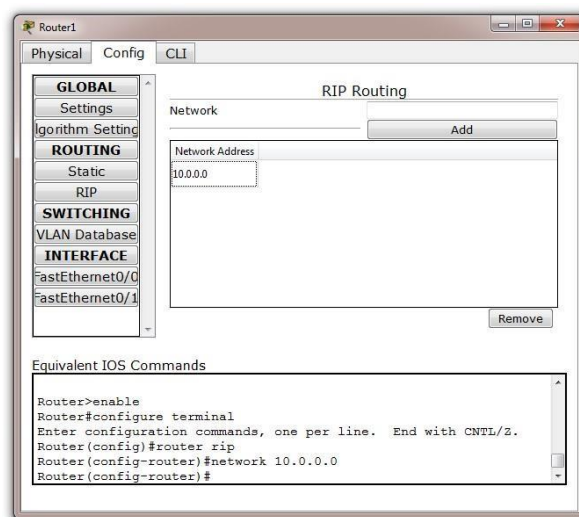 Router1
Physical Config CLI
GLOBAL
Settings
lgorithm Setting
ROUTING
Static
RIP
SWITCHING
VLAN Database
INTERFACE
FastEthernet0/0
FastEthernet0/1
RIP Routing
Network
Add
Network Address
10.0.0.0
Remove
Equivalent IOS Commands
Router>enable
Router#configure terminal
Enter configuration commands, one per line. End with CNTL/Z.
Router(config)#router rip
Router(config-router)#network 10.0.0.0
Router(config-router)#